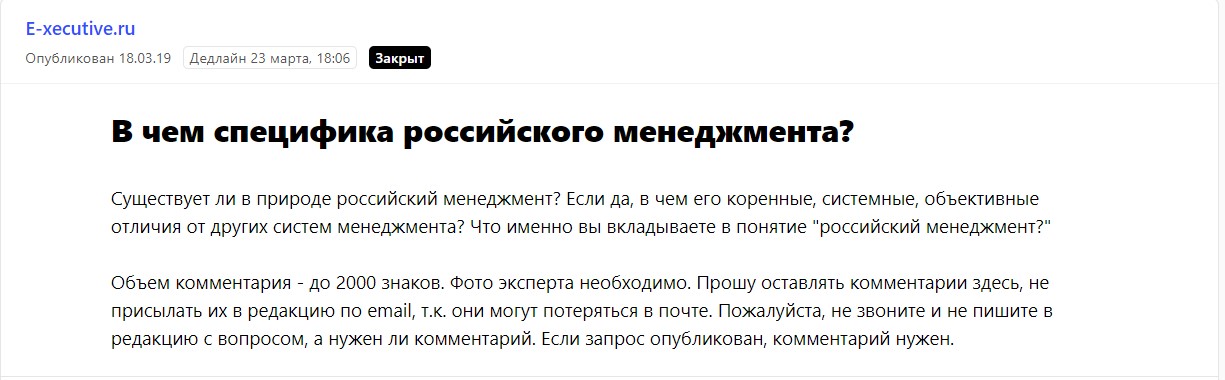 E-xecutive.ru
Опубликован 18.03.19 Дедлайн 23 марта, 18:06 Закрыт
В чем специфика российского менеджмента?
Существует ли в природе российский менеджмент? Если да, в чем его коренные, системные, объективные
отличия от других систем менеджмента? Что именно вы вкладываете в понятие "российский менеджмент?"
Объем комментария - до 2000 знаков. Фото эксперта необходимо. Прошу оставлять комментарии здесь, не
присылать их в редакцию по email, т.к. они могут потеряться в почте. Пожалуйста, не звоните и не пишите в
редакцию с вопросом, а нужен ли комментарий. Если запрос опубликован, комментарий нужен.